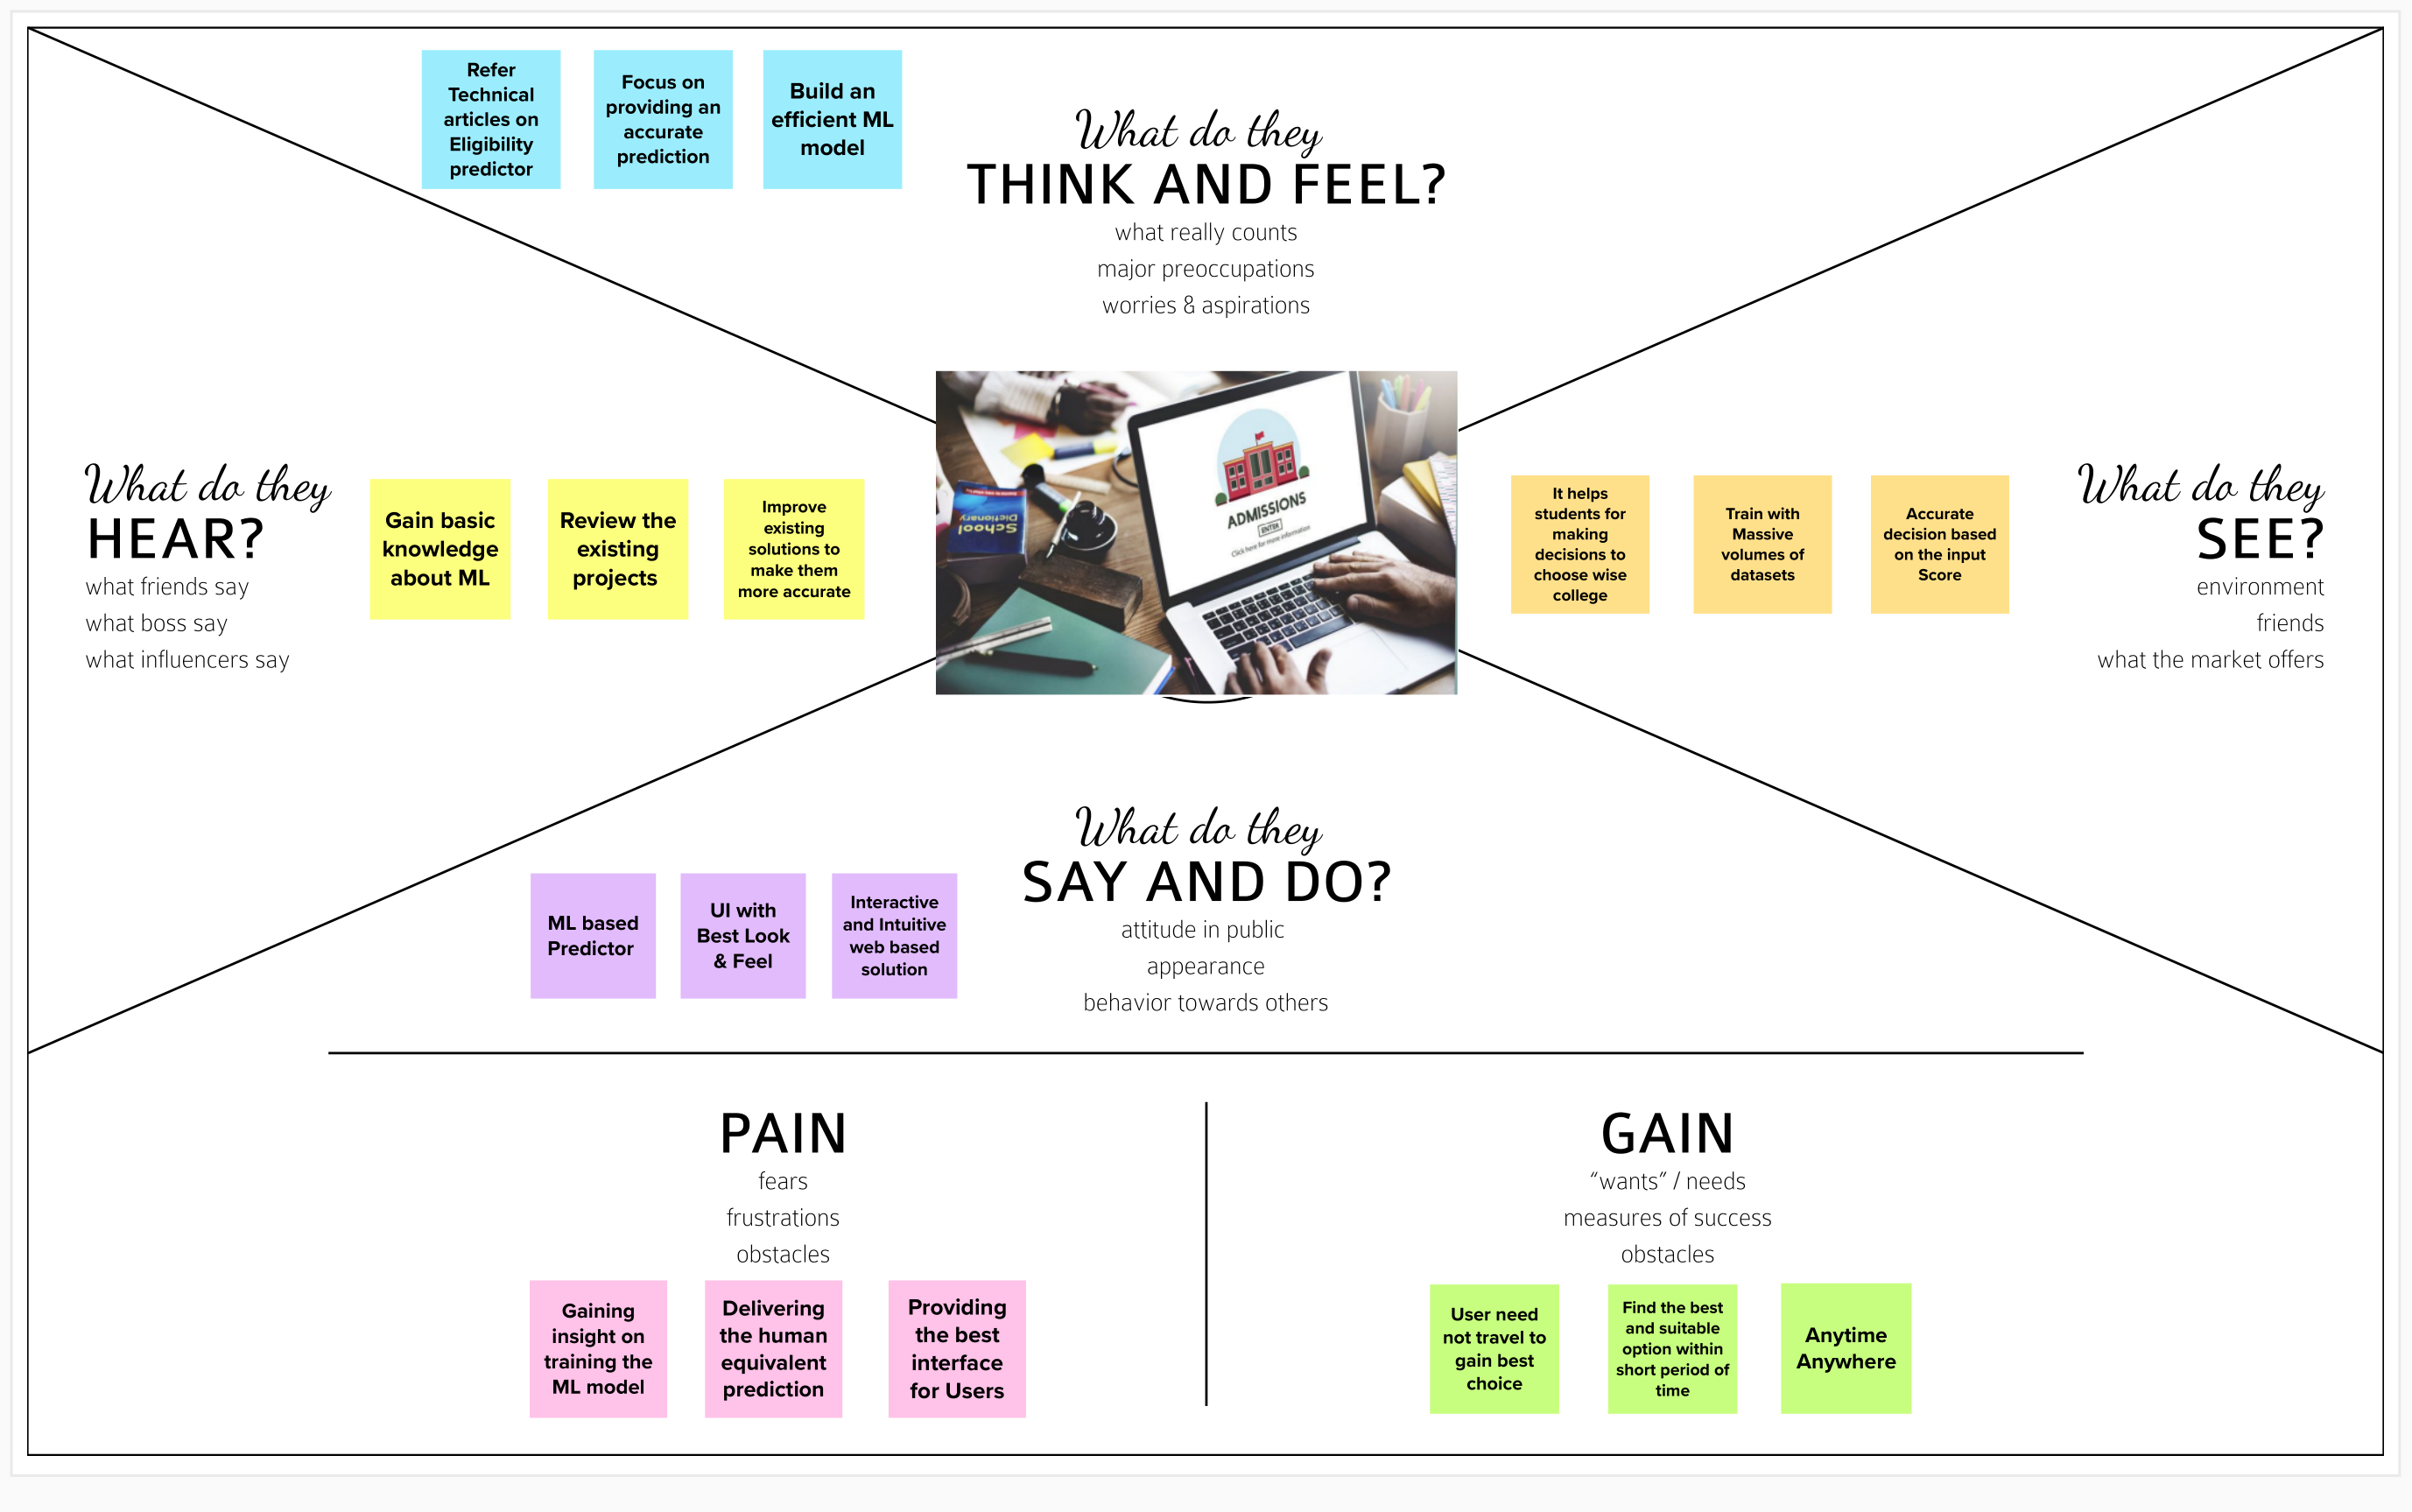 Refer
Technical
articles on
Eligibility
predictor
Focus on
providing an
accurate
prediction
Build an
efficient ML
model
What do they
THINK AND FEEL?
what really counts
major preoccupations
worries & aspirations
What do they
HEAR?
what friends say
what boss say
what influencers say
Gain basic
knowledge
about ML
Review the
existing
projects
Improve
existing
solutions to
make them
more accurate
School
Dictionary
ADMISSIONS
ENTER
Click here for more information
It helps
students for
making
decisions to
choose wise
college
Train with
Massive
volumes of
datasets
Accurate
decision based
on the input
Score
What do they
SEE?
environment
friends
what the market offers
What do they
SAY AND DO?
attitude in public
appearance
behavior towards others
ML based
Predictor
UI with
Best Look
& Feel
Interactive
and Intuitive
web based
solution
PAIN
fears
frustrations
obstacles
Gaining
insight on
training the
ML model
Delivering
the human
equivalent
prediction
Providing
the best
interface
for Users
GAIN
“wants” / needs
measures of success
obstacles
User need
not travel to
gain best
choice
Find the best
and suitable
option within
short period of
time
Anytime
Anywhere